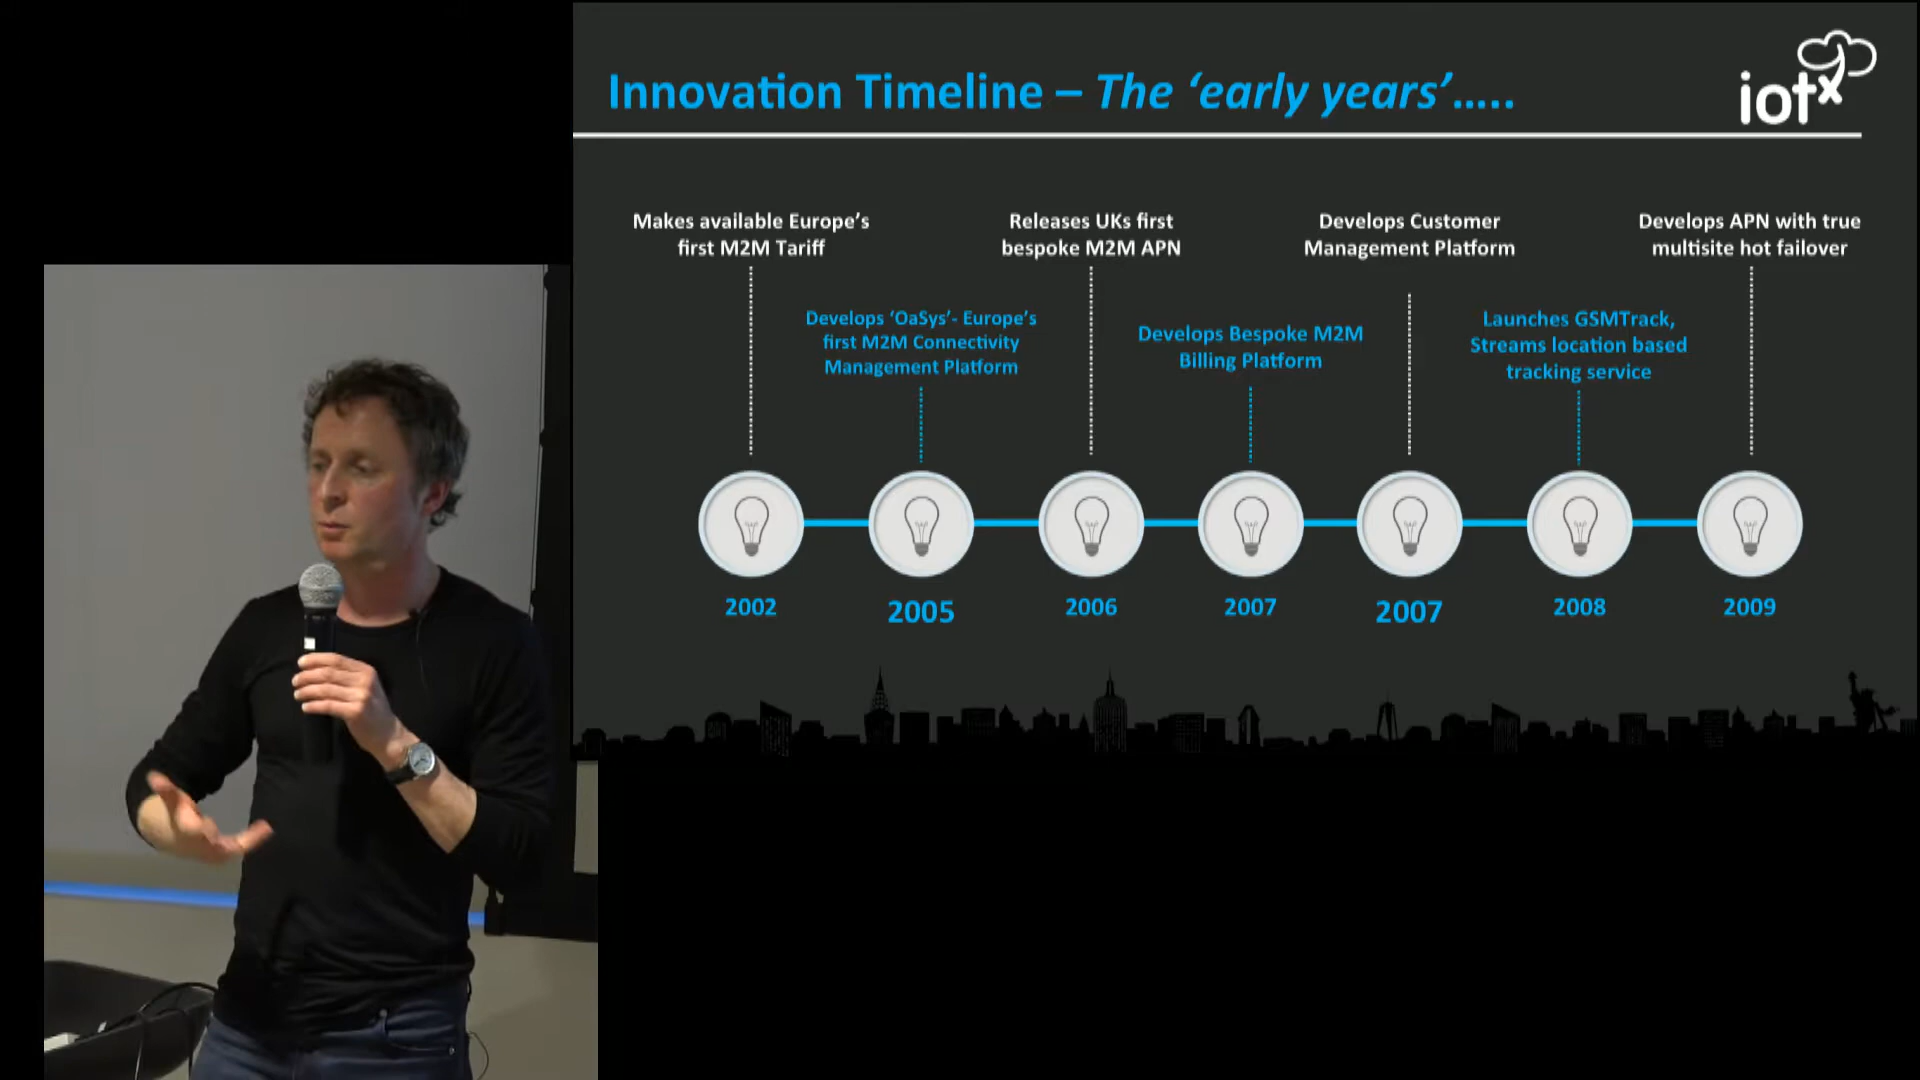 Innovation Timeline – The ‘early years’.....
iotx
Makes available Europe’s
first M2M Tariff
Develops ‘OaSys’- Europe’s
first M2M Connectivity
Management Platform
Releases UKs first
bespoke M2M APN
Develops Bespoke M2M
Billing Platform
Develops Customer
Management Platform
Launches GSMTrack,
Streams location based
tracking service
Develops APN with true
multisite hot failover
2002
2005
2006
2007
2007
2008
2009